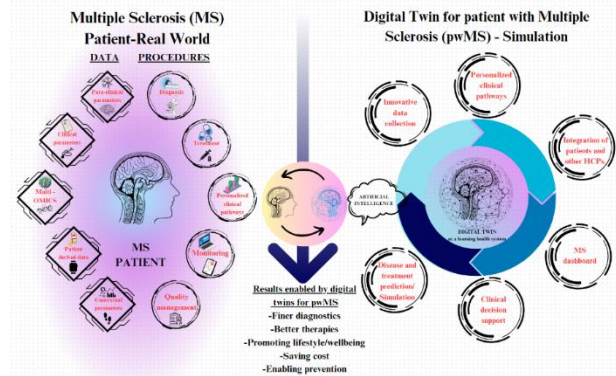 Multiple Sclerosis (MS)
Patient-Real World
DATA
PROCEDURES
Para-clinical
parameters
Clinical
parameters
Multi-
OMICS
Patient
derived data
Contextual
parameters
Diagnosis
Treatment
Personalized
clinical
pathways
Monitoring
Quality
management
MS
PATIENT
Results enabled by digital
twins for pwMS
-Finer diagnostics
-Better therapies
-Promoting lifestyle/wellbeing
-Saving cost
-Enabling prevention
Digital Twin for patient with Multiple
Sclerosis (pwMS) - Simulation
ARTIFICIAL
INTELLIGENCE
Innovative
data
collection
Personalized
clinical
pathways
Integration of
patients and
other HCPs
MS
dashboard
Clinical
decision
support
Disease and
treatment
prediction/
Simulation
DIGITAL TWIN
as a learning health system